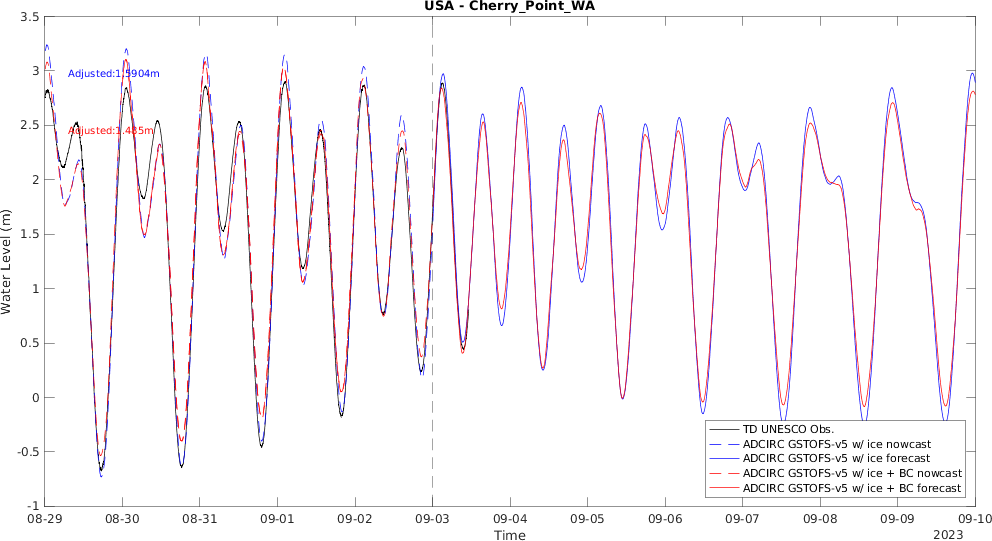 USA - Cherry_Point_WA
3.5
3
2.5
2
1.5
1
0.5
0
-0.5
-1
Water Level (m)
Adjusted:1.5904m
Adjusted:1.485m
TD UNESCO Obs.
ADCIRC GSTOFS-v5 w/ ice nowcast
ADCIRC GSTOFS-v5 w/ ice forecast
ADCIRC GSTOFS-v5 w/ ice + BC nowcast
ADCIRC GSTOFS-v5 w/ ice + BC forecast
08-29 08-30 08-31 09-01 09-02 09-03 09-04 09-05 09-06 09-07 09-08 09-09 09-10
Time
2023